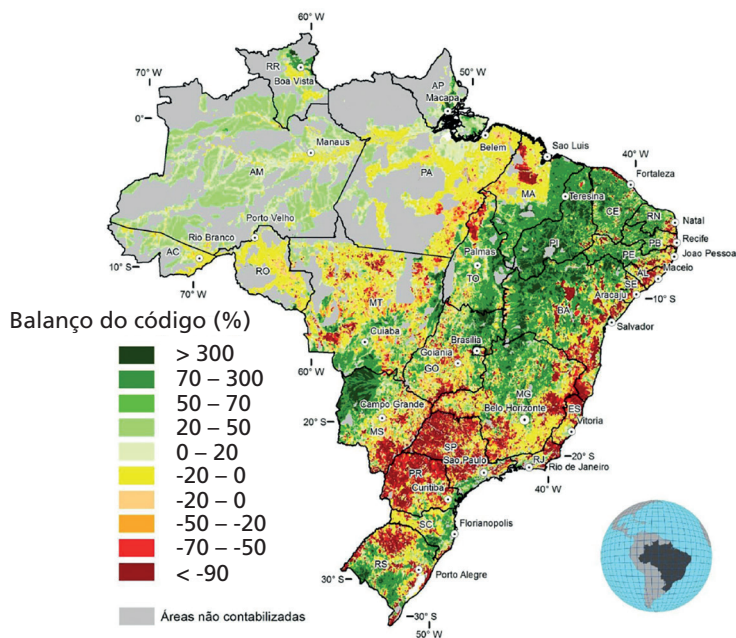 60° W
70° W
50° W
0°
40° W
10° S
70° W
10° S
60° W
20° S
20° S
40° W
30° S
30° S
50° W
RR
Boa Vista
AP
Macapa
Manaus
AM
PA
Belem
Sao Luis
MA
Fortaleza
Teresina
CE
RN
Natal
PI
PB
Recife
PE
Joao Pessoa
AL
Maceio
SE
Aracaju
Porto Velho
Rio Branco
AC
RO
Palmas
TO
MT
BA
Salvador
Cuiaba
Brasilia
Goiania
GO
MG
Belo Horizonte
ES
Vitoria
Campo Grande
MS
SP
Sao Paulo
RJ
Rio de Janeiro
PR
Curitiba
SC
Florianopolis
RS
Porto Alegre
Balanço do código (%)
> 300
70 – 300
50 – 70
20 – 50
0 – 20
-20 – 0
-20 – 0
-50 – -20
-70 – -50
< -90
Áreas não contabilizadas